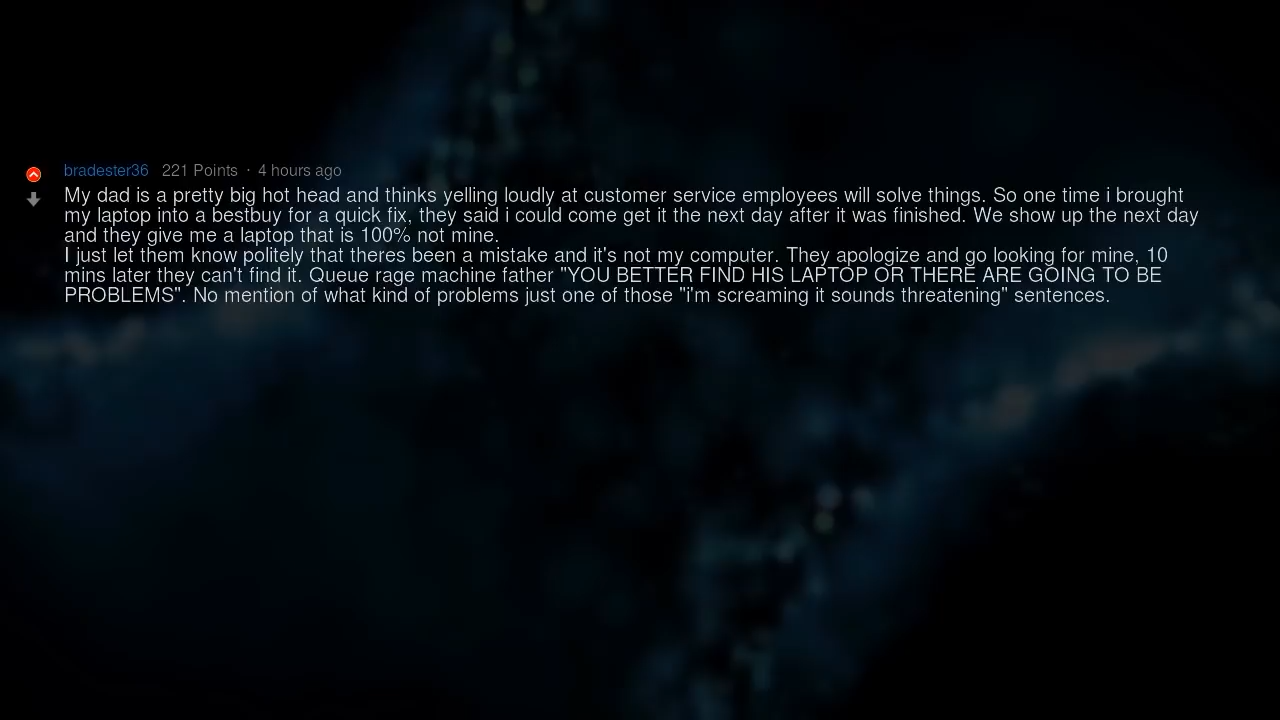 bradester36 221 Points · 4 hours ago
My dad is a pretty big hot head and thinks yelling loudly at customer service employees will solve things. So one time i brought
my laptop into a bestbuy for a quick fix, they said i could come get it the next day after it was finished. We show up the next day
and they give me a laptop that is 100% not mine.
I just let them know politely that theres been a mistake and it's not my computer. They apologize and go looking for mine, 10
mins later they can't find it. Queue rage machine father "YOU BETTER FIND HIS LAPTOP OR THERE ARE GOING TO BE
PROBLEMS". No mention of what kind of problems just one of those "i'm screaming it sounds threatening" sentences.